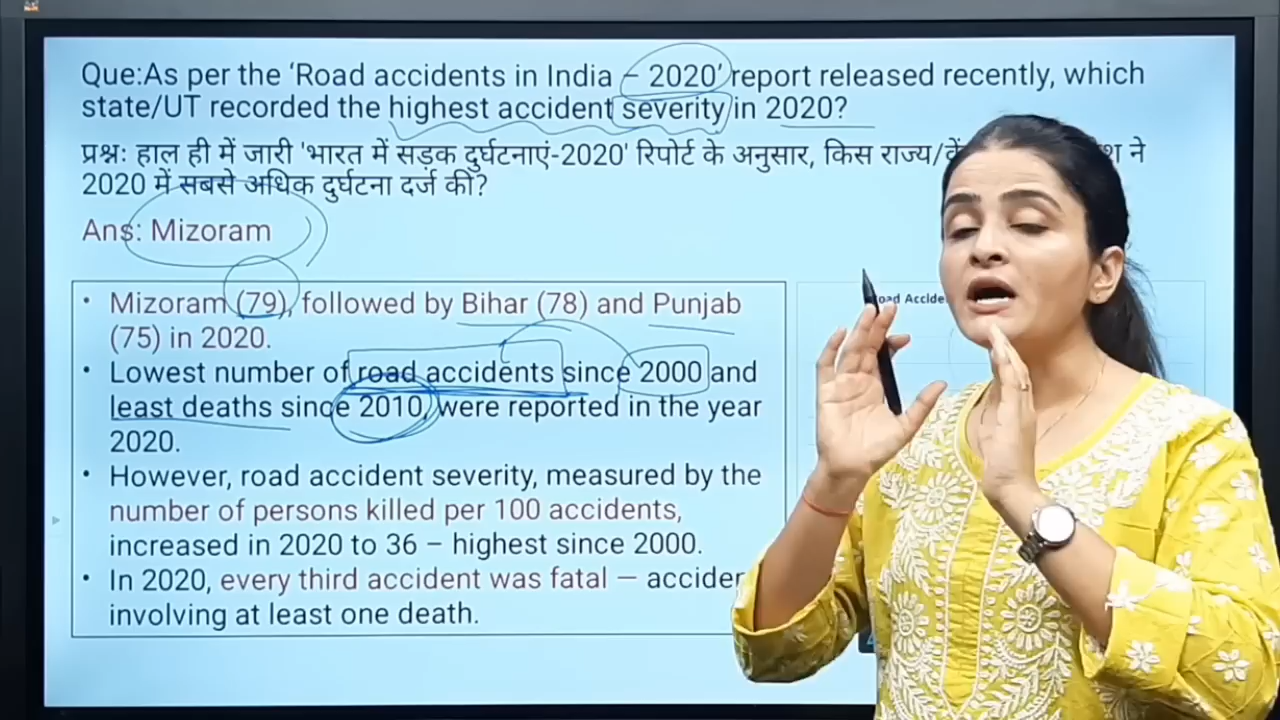 Que:As per the ‘Road accidents in India – 2020’ report released recently, which
state/UT recorded the highest accident severity in 2020?
प्रश्नः हाल ही में जारी 'भारत में सड़क दुर्घटनाएं-2020' रिपोर्ट के अनुसार, किस राज्य/ ने
2020 में सबसे अधिक दुर्घटना दर्ज की?
Ans: Mizoram
• Mizoram (79), followed by Bihar (78) and Punjab
(75) in 2020.
• Lowest number of road accidents since 2000 and
least deaths since 2010, were reported in the year
2020.
• However, road accident severity, measured by the
number of persons killed per 100 accidents,
increased in 2020 to 36 – highest since 2000.
• In 2020, every third accident was fatal — 
involving at least one death.